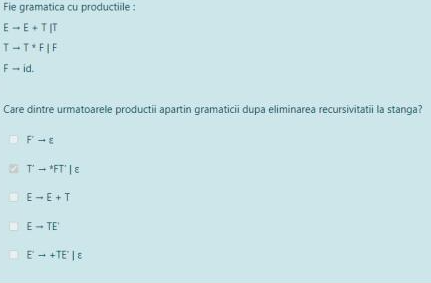 Fie gramatica cu productiile :
E → E + T |T
T → T * F | F
F → id.
Care dintre urmatoarele productii apartin gramaticii dupa eliminarea recursivitatii la stanga?
F' → ε
T' → *FT' | ε
E → E + T
E → TE'
E' → +TE' | ε